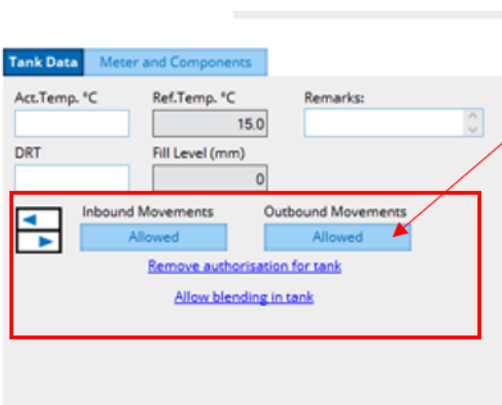 Tank Data Meter and Components
Act.Temp. °C Ref.Temp. °C Remarks:
15.0
DRT Fill Level (mm)
0
Inbound Movements Outbound Movements
Allowed Allowed
Remove authorisation for tank
Allow blending in tank